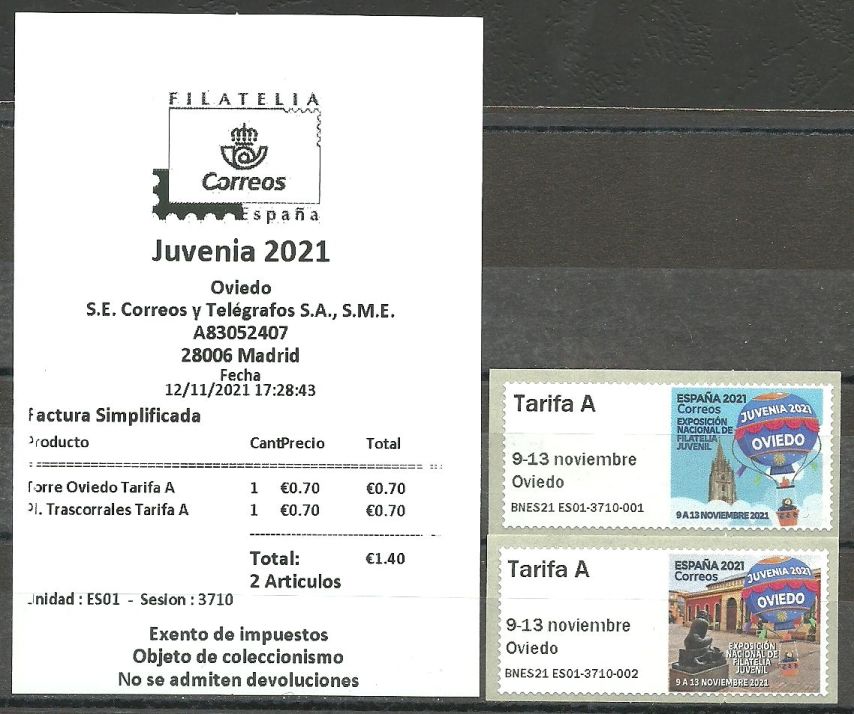 FILATELIA
Correos
España
Juvenia 2021
Oviedo
S.E. Correos y Telégrafos S.A., S.M.E.
A83052407
28006 Madrid
Fecha
12/11/2021 17:28:43
Factura Simplificada
Producto CantPrecio Total
Torre Oviedo Tarifa A 1 €0.70 €0.70
Pl. Trascorrales Tarifa A 1 €0.70 €0.70
Total: €1.40
2 Articulos
Unidad : ES01 - Sesion : 3710
Exento de impuestos
Objeto de coleccionismo
No se admiten devoluciones
Tarifa A
9-13 noviembre
Oviedo
BNES21 ES01-3710-001
ESPAÑA 2021
Correos
EXPOSICIÓN
NACIONAL DE
FILATELIA
JUVENIL
JUVENIA 2021
OVIEDO
9 A 13 NOVIEMBRE 2021
Tarifa A
9-13 noviembre
Oviedo
BNES21 ES01-3710-002
ESPAÑA 2021
Correos
JUVENIA 2021
OVIEDO
EXPOSICIÓN
NACIONAL DE
FILATELIA
JUVENIL
9 A 13 NOVIEMBRE 2021